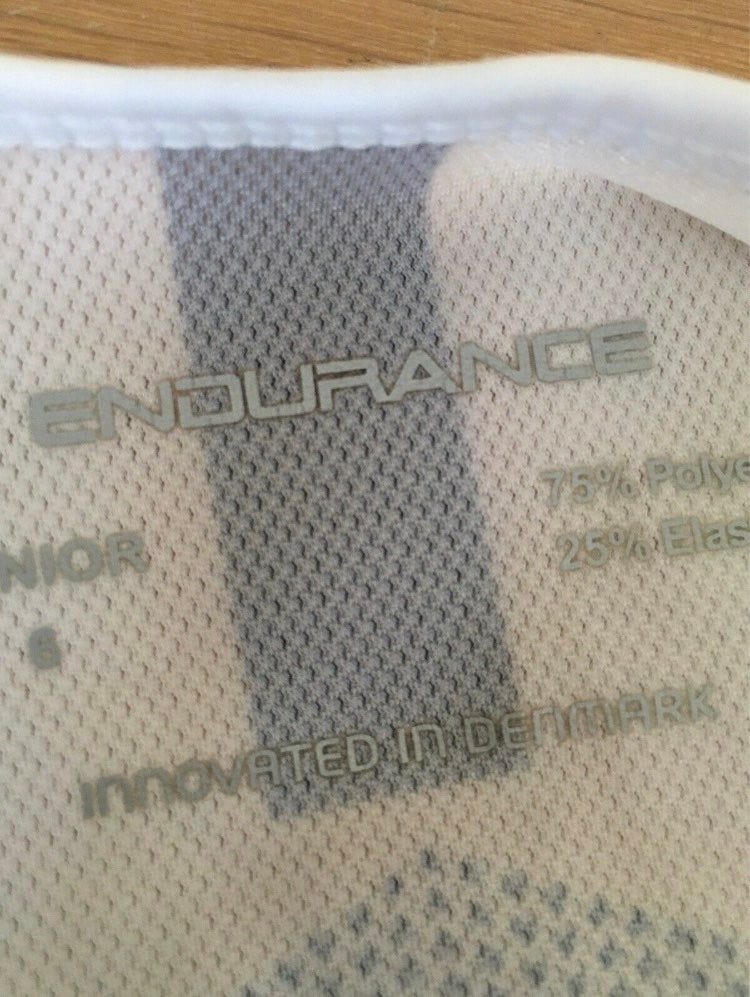 ENDURANCE
75% Polye
25% Elas
NIOR
6
INNOVATED IN DENMARK